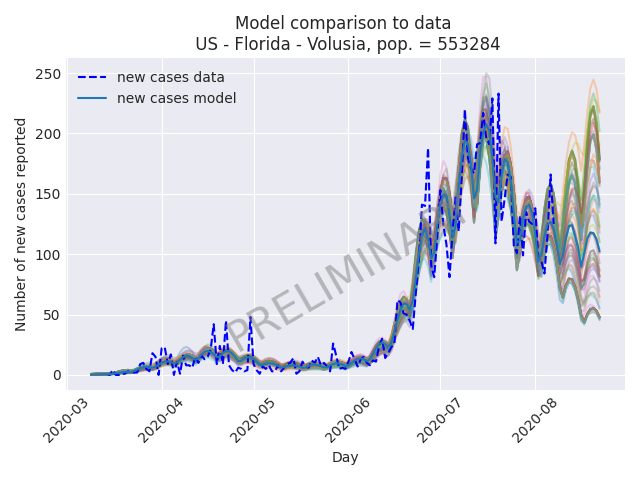 Model comparison to data
US - Florida - Volusia, pop. = 553284
new cases data
new cases model
PRELIMINARY
Number of new cases reported
250
200
150
100
50
0
2020-03
2020-04
2020-05
2020-06
2020-07
2020-08
Day